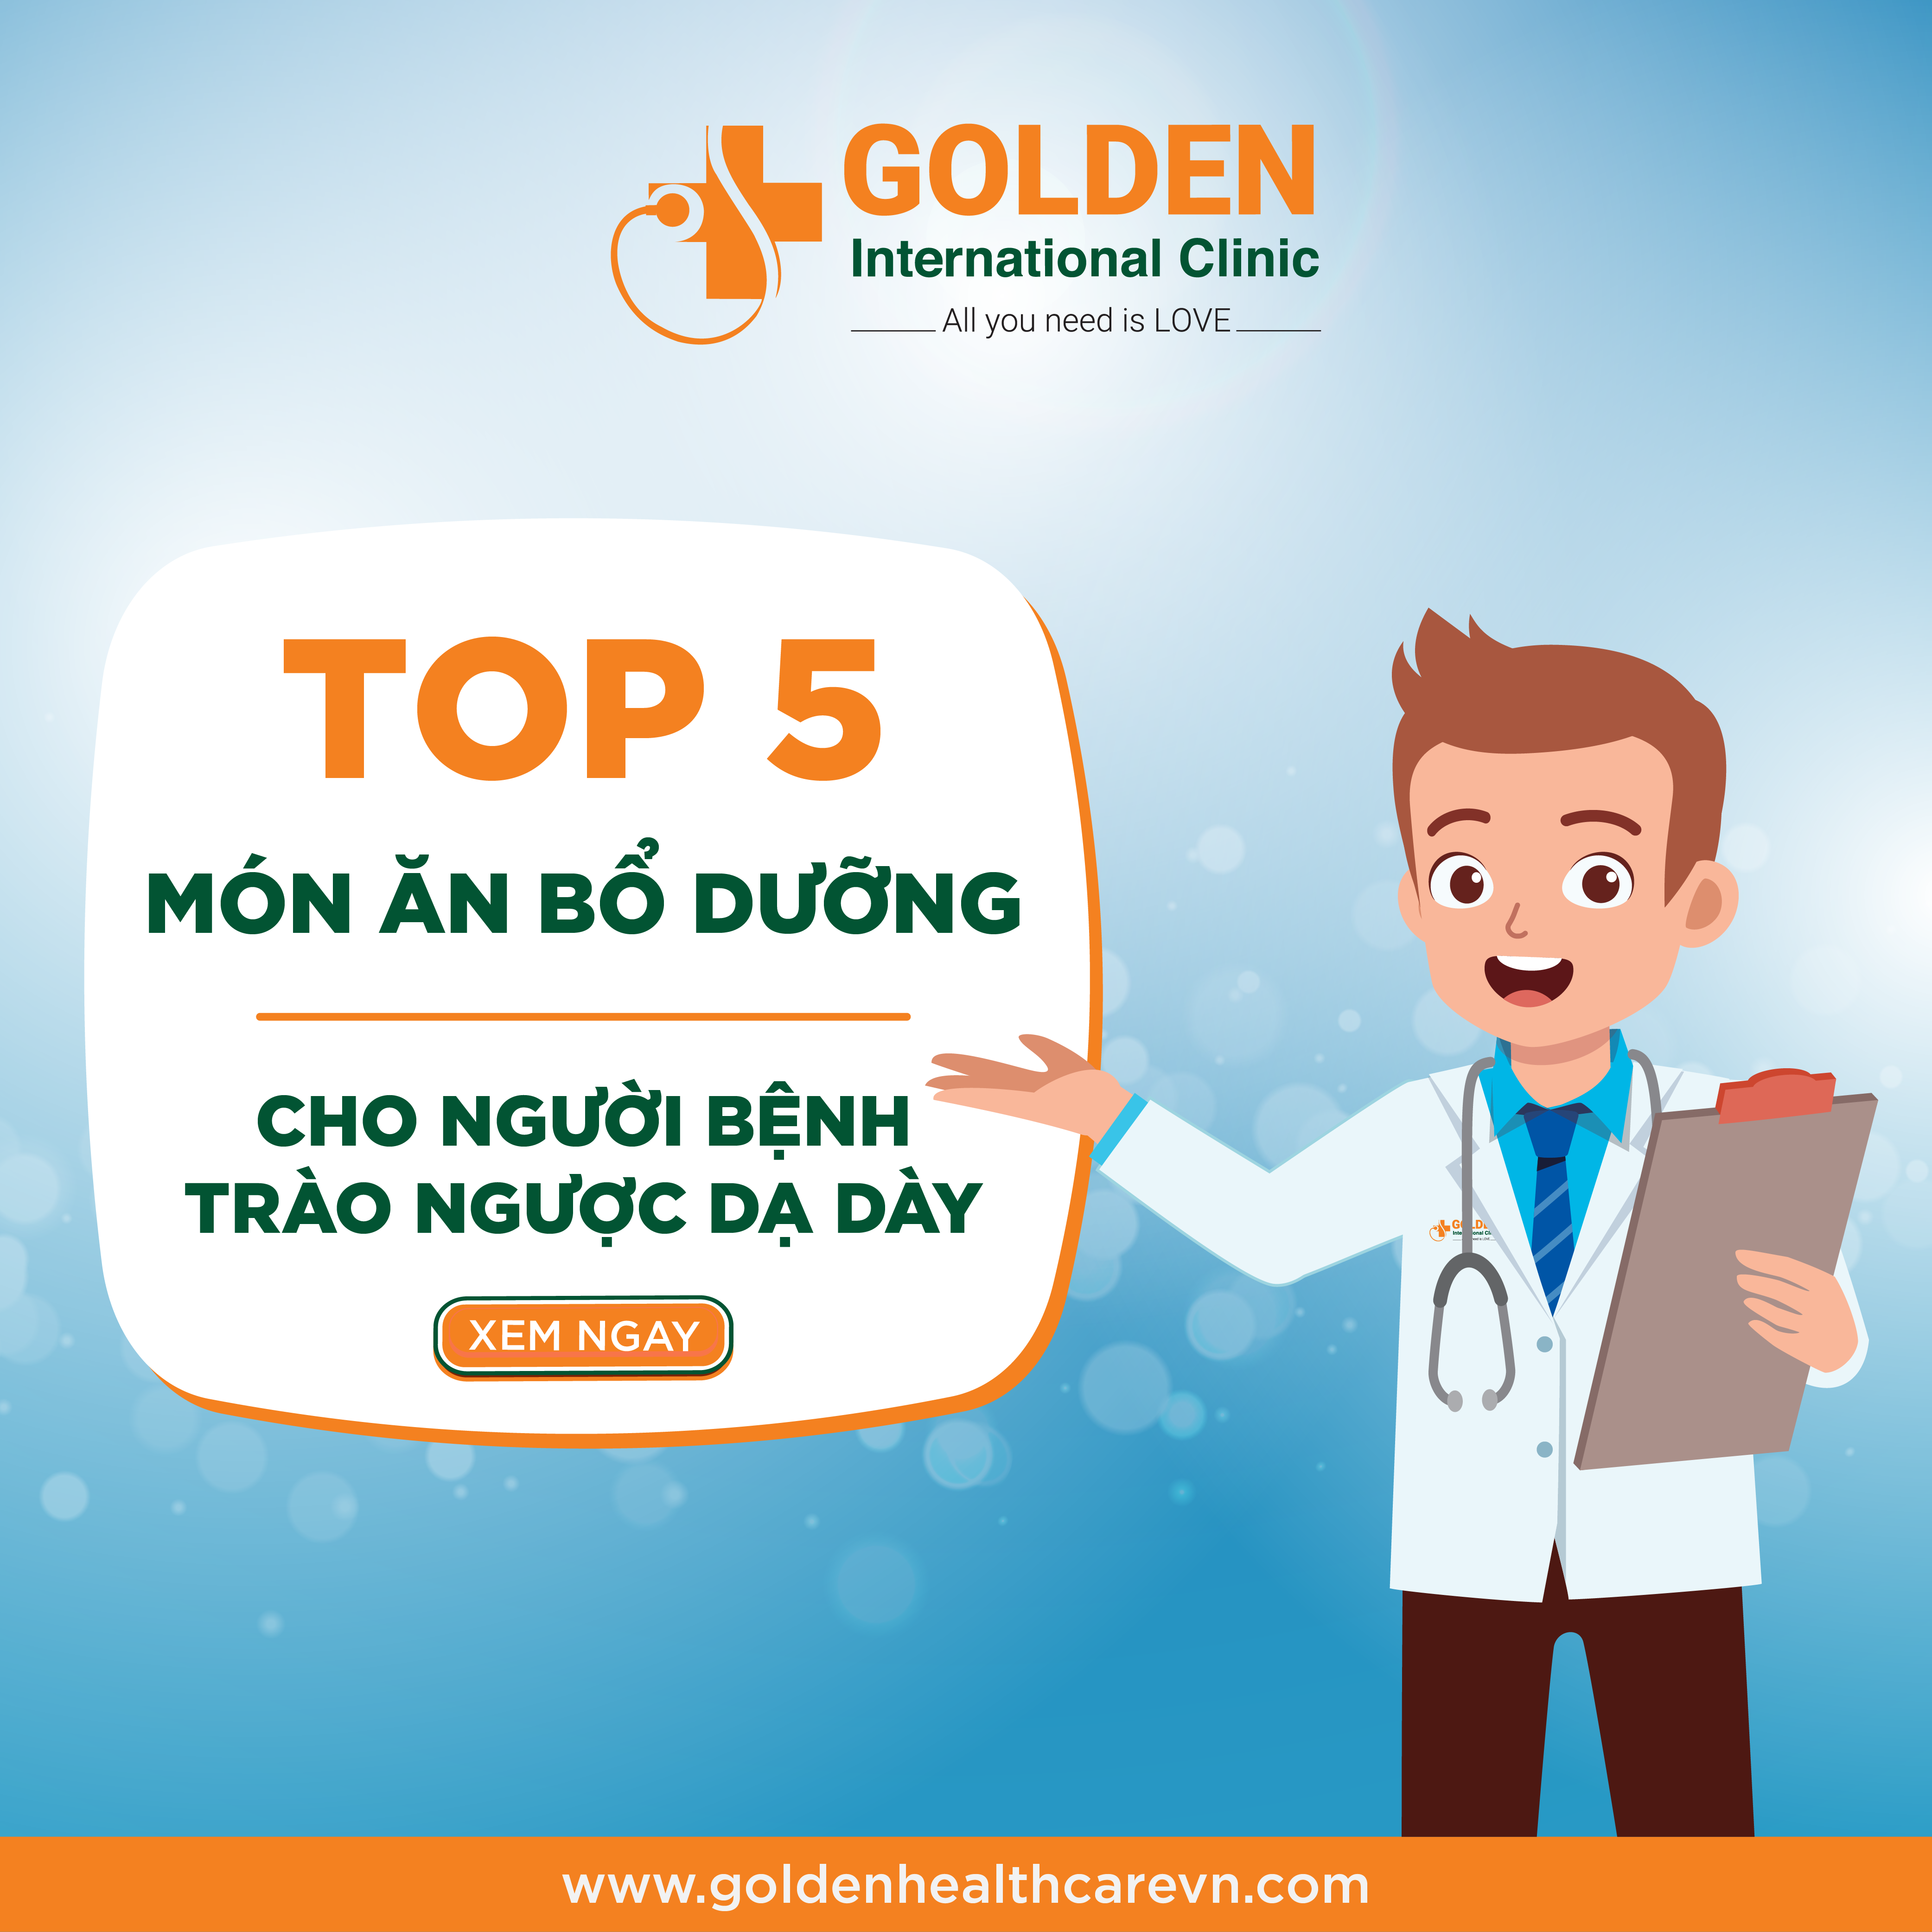 GOLDEN
International Clinic
All you need is LOVE
TOP 5
MÓN ĂN BỔ DƯỠNG
CHO NGƯỜI BỆNH
TRÀO NGƯỢC DẠ DÀY
XEM NGAY
www.goldenhealthcarevn.com